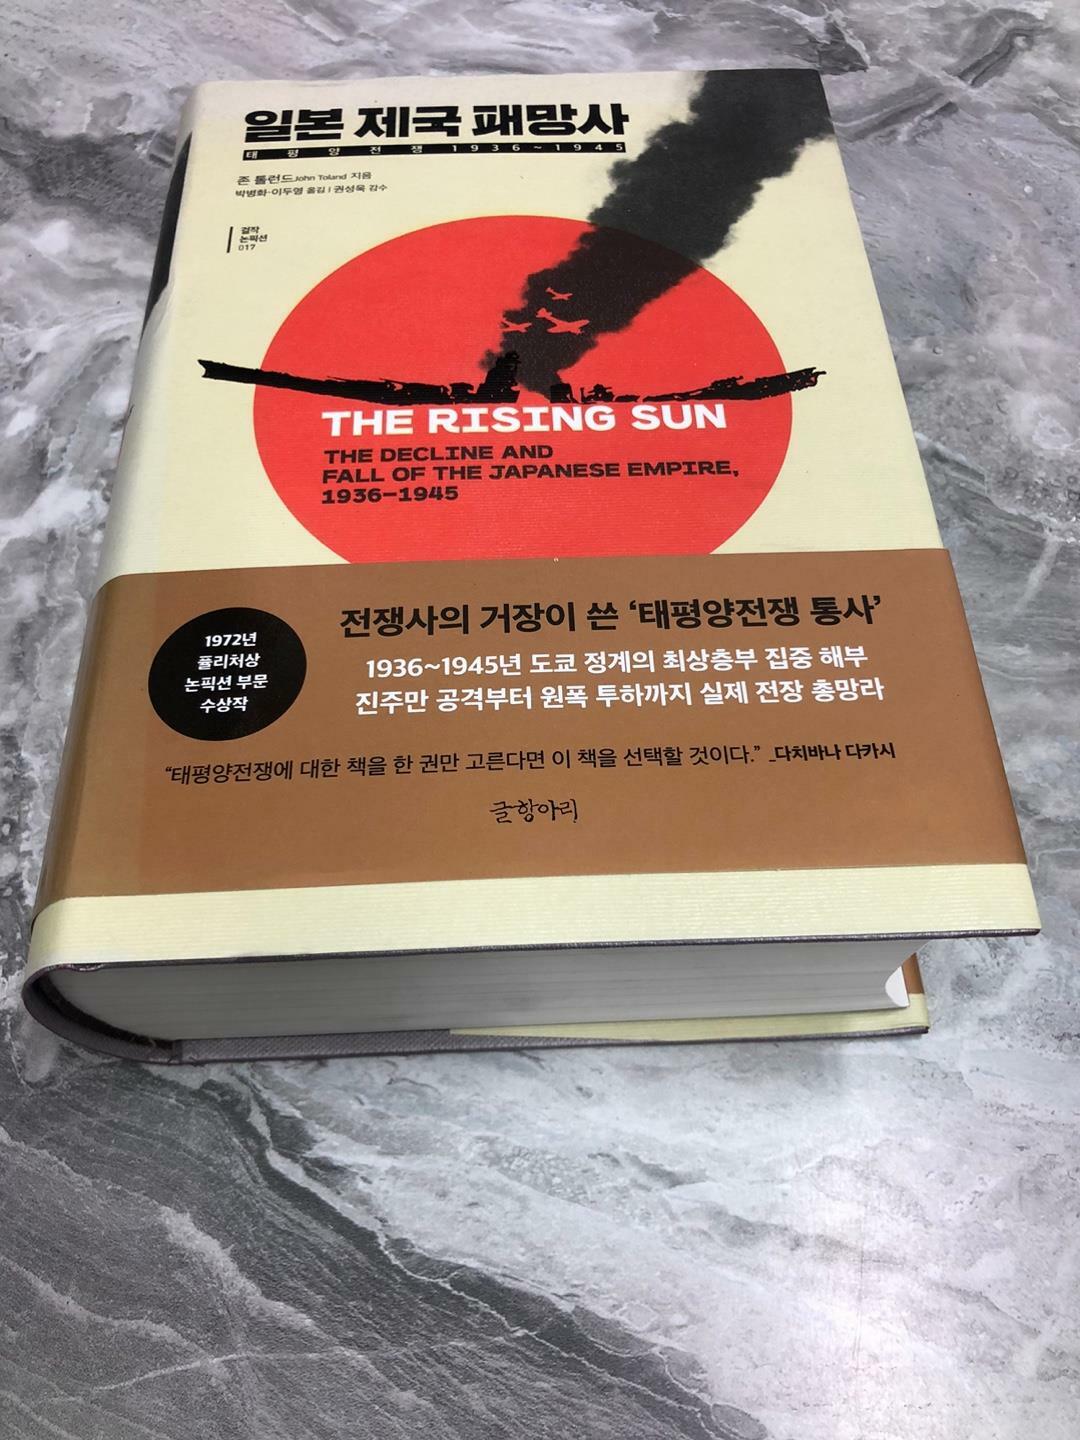 일본 제국 패망사
태평양전쟁 1936~1945
존 톨런드John Toland 지음
박병화·이두영 옮김 | 권성욱 감수
걸작
논픽션
017
THE RISING SUN
THE DECLINE AND
FALL OF THE JAPANESE EMPIRE,
1936–1945
1972년
퓰리처상
논픽션 부문
수상작
전쟁사의 거장이 쓴 ‘태평양전쟁 통사’
1936~1945년 도쿄 정계의 최상층부 집중 해부
진주만 공격부터 원폭 투하까지 실제 전장 총망라
“태평양전쟁에 대한 책을 한 권만 고른다면 이 책을 선택할 것이다.” _다치바나 다카시
글항아리